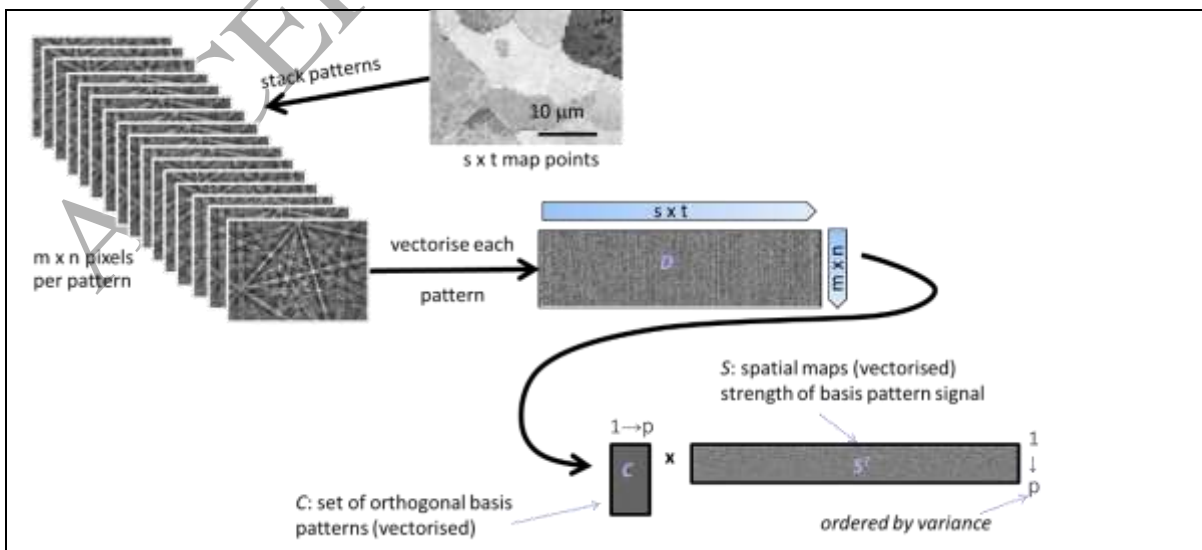 stack patterns
10 μm
s x t map points
s x t
m x n pixels
per pattern
vectorise each
pattern
D
m x n
S: spatial maps (vectorised)
strength of basis pattern signal
1→p
C
x
Sᵀ
1
↓
p
C: set of orthogonal basis
patterns (vectorised)
ordered by variance